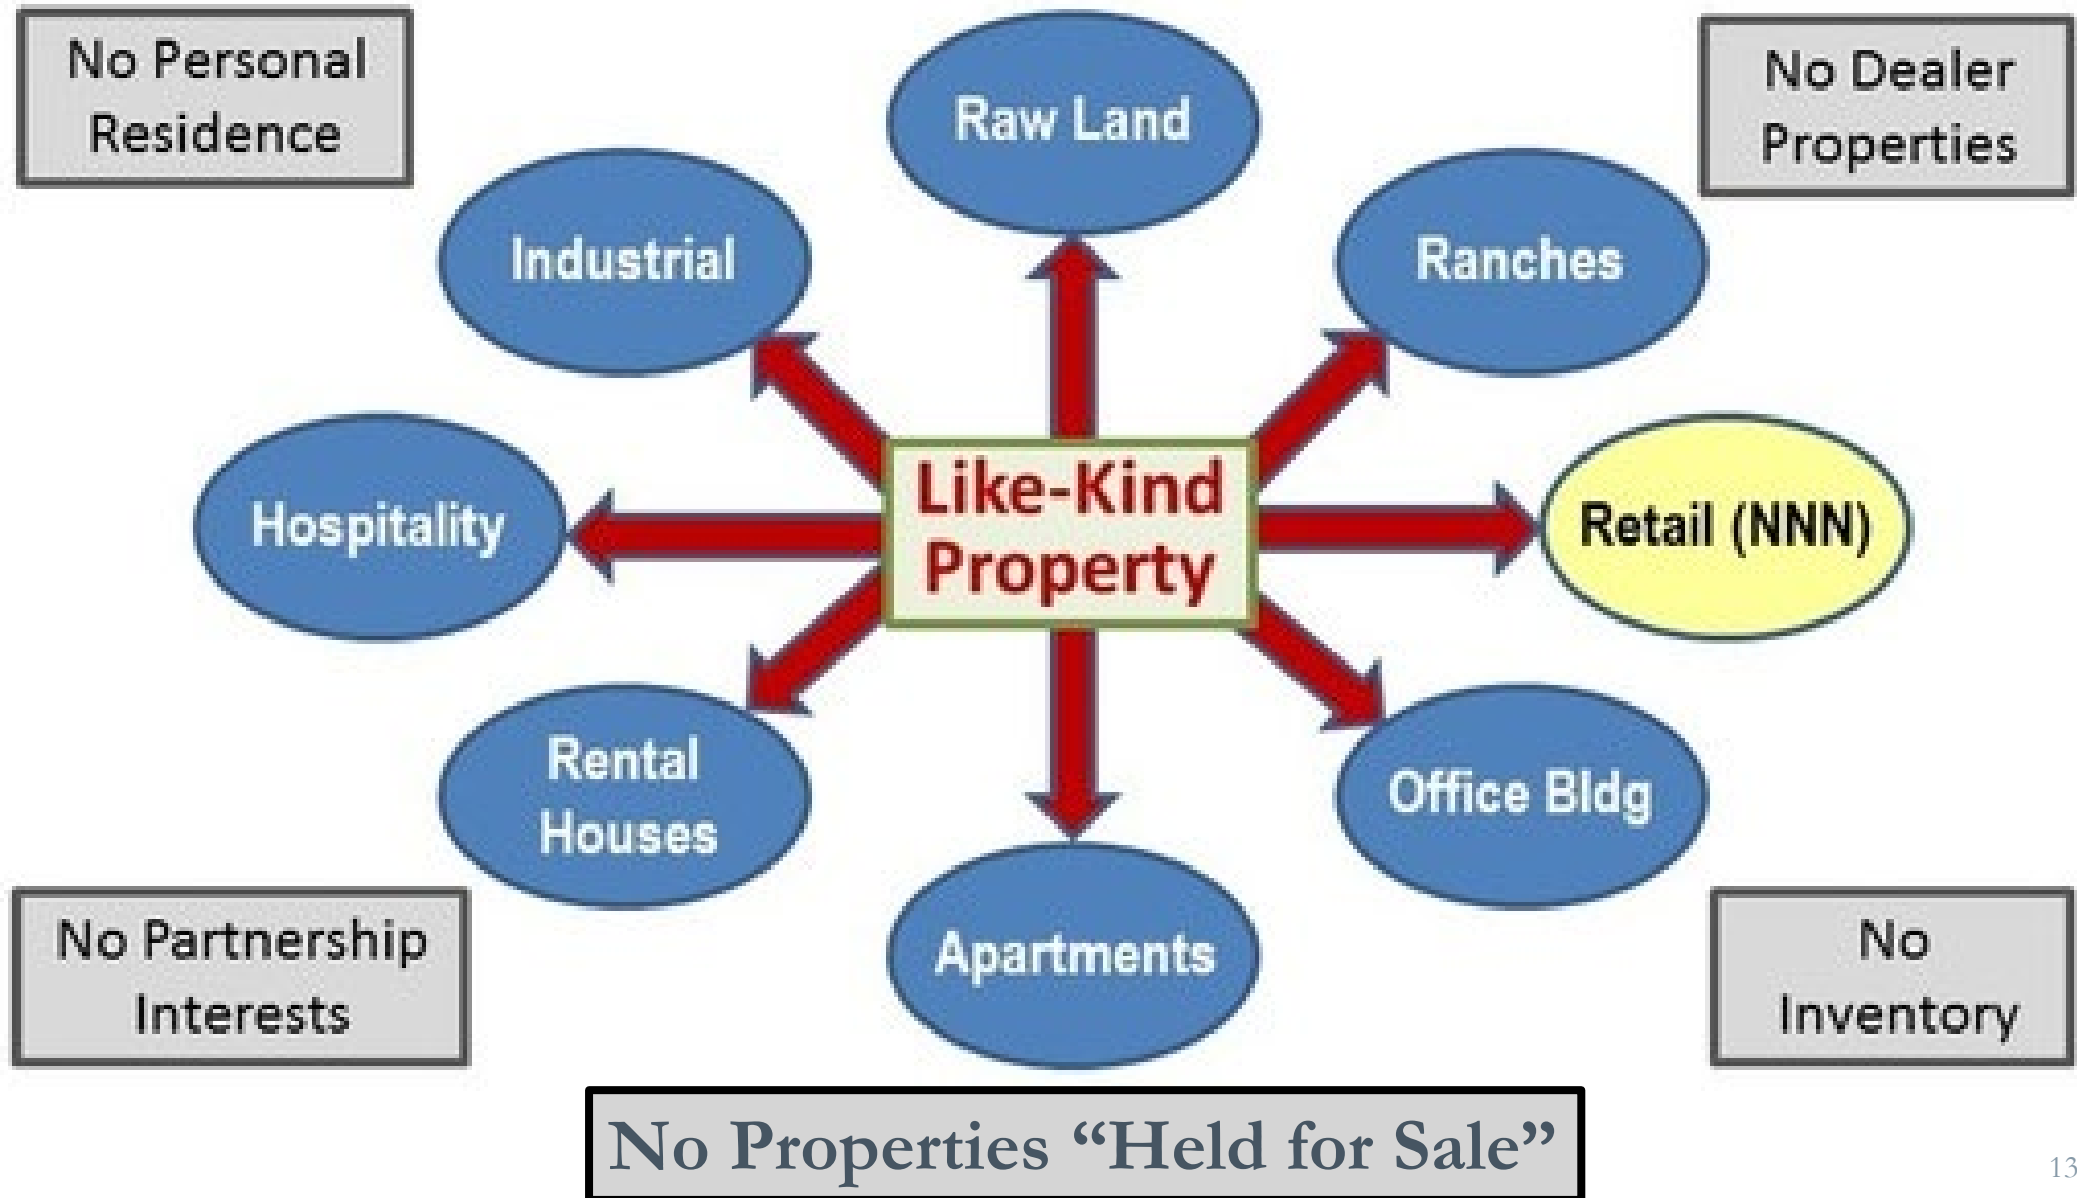 No Personal
Residence
Raw Land
No Dealer
Properties
Industrial
Ranches
Hospitality
Like-Kind
Property
Retail (NNN)
Rental
Houses
Office Bldg
Apartments
No Partnership
Interests
No
Inventory
No Properties “Held for Sale”
13